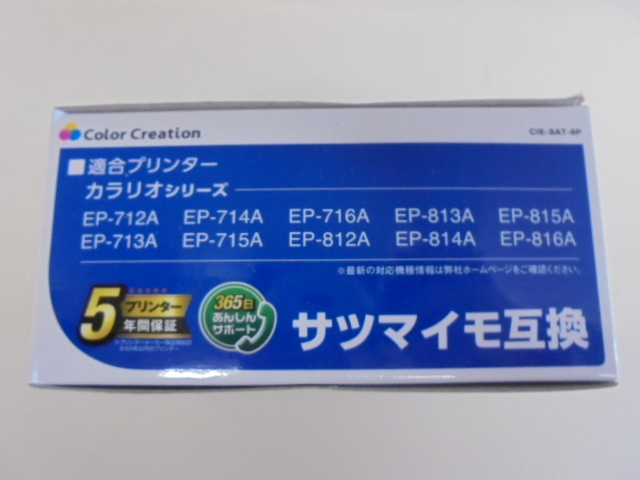 Color Creation
CIE-SAT-6P
■適合プリンター
カラリオシリーズ
EP-712A EP-714A EP-716A EP-813A EP-815A
EP-713A EP-715A EP-812A EP-814A EP-816A
※最新の対応機種情報は弊社ホームページをご確認ください。
5
プリンター
年間保証
365日
あんしん
サポート
サツマイモ互換